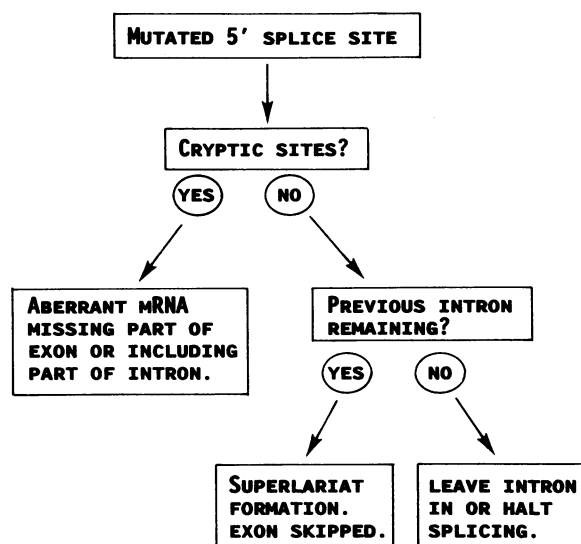 MUTATED 5' SPLICE SITE
CRYPTIC SITES?
YES
NO
ABERRANT mRNA
MISSING PART OF
EXON OR INCLUDING
PART OF INTRON.
PREVIOUS INTRON
REMAINING?
YES
NO
SUPERLARIAT
FORMATION.
EXON SKIPPED.
LEAVE INTRON
IN OR HALT
SPLICING.